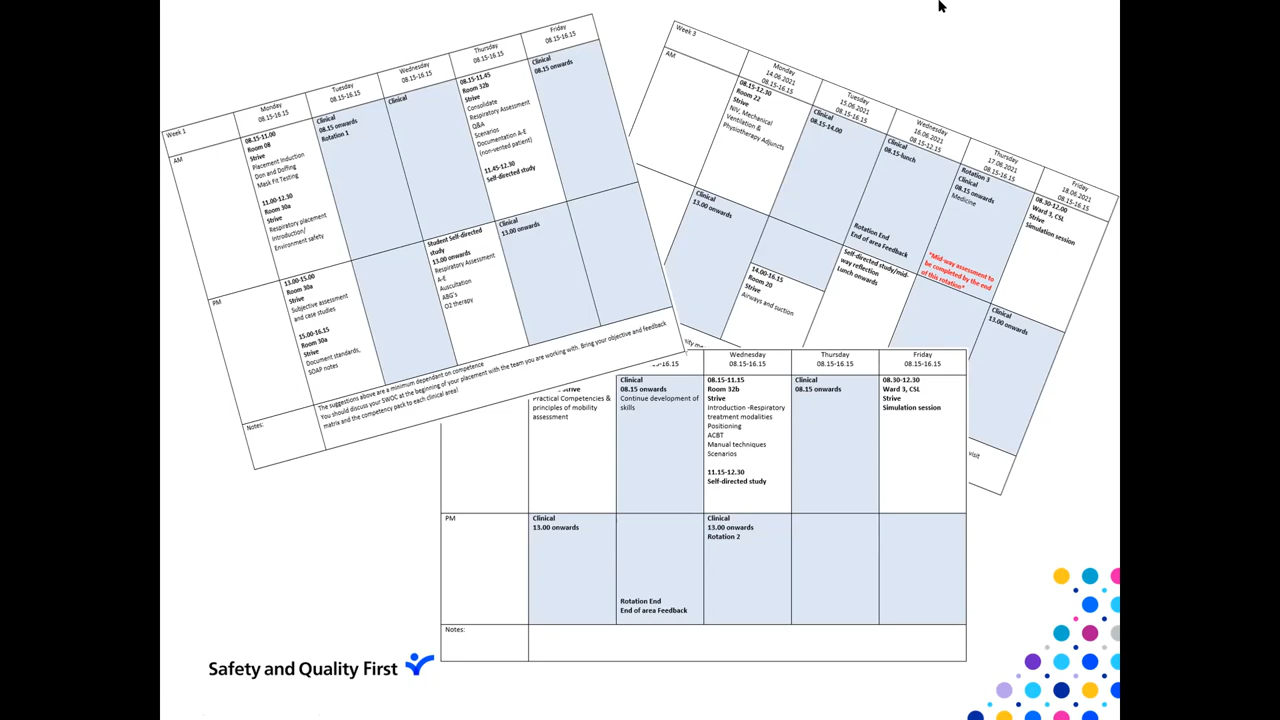 Week 1
Monday
08.15-16.15
Tuesday
08.15-16.15
Wednesday
08.15-16.15
Thursday
08.15-16.15
Friday
08.15-16.15
AM
08.15-11.00
Room 08
Strive
Placement Induction
Don and Doffing
Mask Fit Testing
11.00-12.30
Room 30a
Strive
Respiratory placement
Introduction/
Environment safety
Clinical
08.15 onwards
Rotation 1
Clinical
08.15-11.45
Room 32b
Strive
Consolidate
Respiratory Assessment
Q&A
Scenarios
Documentation A-E
(non-vented patient)
11.45-12.30
Self-directed study
Clinical
08.15 onwards
PM
13.00-15.00
Room 30a
Strive
Subjective assessment
and case studies
15.00-16.15
Room 30a
Strive
Document standards,
SOAP notes
Student Self-directed
study
13.00 onwards
Respiratory Assessment
A-E
Auscultation
ABG's
O2 therapy
Clinical
13.00 onwards
Notes:
The suggestions above are a minimum dependant on competence
You should discuss your SWOC at the beginning of your placement with the team you are working with. Bring your objective and feedback
matrix and the competency pack to each clinical area!
Week 3
Monday
14.06.2021
08.15-16.15
Tuesday
15.06.2021
08.15-16.15
Wednesday
16.06.2021
08.15-12.15
Thursday
17.06.2021
08.15-16.15
Friday
18.06.2021
08.15-16.15
AM
08.15-12.30
Room 22
Strive
NIV, Mechanical
Ventilation &
Physiotherapy Adjuncts
Clinical
08.15-14.00
Clinical
08.15-lunch
Rotation End
End of area Feedback
Rotation 3
Clinical
08.15 onwards
Medicine
*Mid-way assessment to
be completed by the end
of this rotation*
08.30-12.00
Ward 3, CSL
Strive
Simulation session
Clinical
13.00 onwards
14.00-16.15
Room 20
Strive
Airways and suction
Self-directed study/mid-
way reflection
Lunch onwards
Clinical
13.00 onwards
visit
Wednesday
08.15-16.15
Thursday
08.15-16.15
Friday
08.15-16.15
Practical Competencies &
principles of mobility
assessment
Clinical
08.15 onwards
Continue development of
skills
08.15-11.15
Room 32b
Strive
Introduction -Respiratory
treatment modalities
Positioning
ACBT
Manual techniques
Scenarios
11.15-12.30
Self-directed study
Clinical
08.15 onwards
08.30-12.30
Ward 3, CSL
Strive
Simulation session
PM
Clinical
13.00 onwards
Rotation End
End of area Feedback
Clinical
13.00 onwards
Rotation 2
Notes:
Safety and Quality First